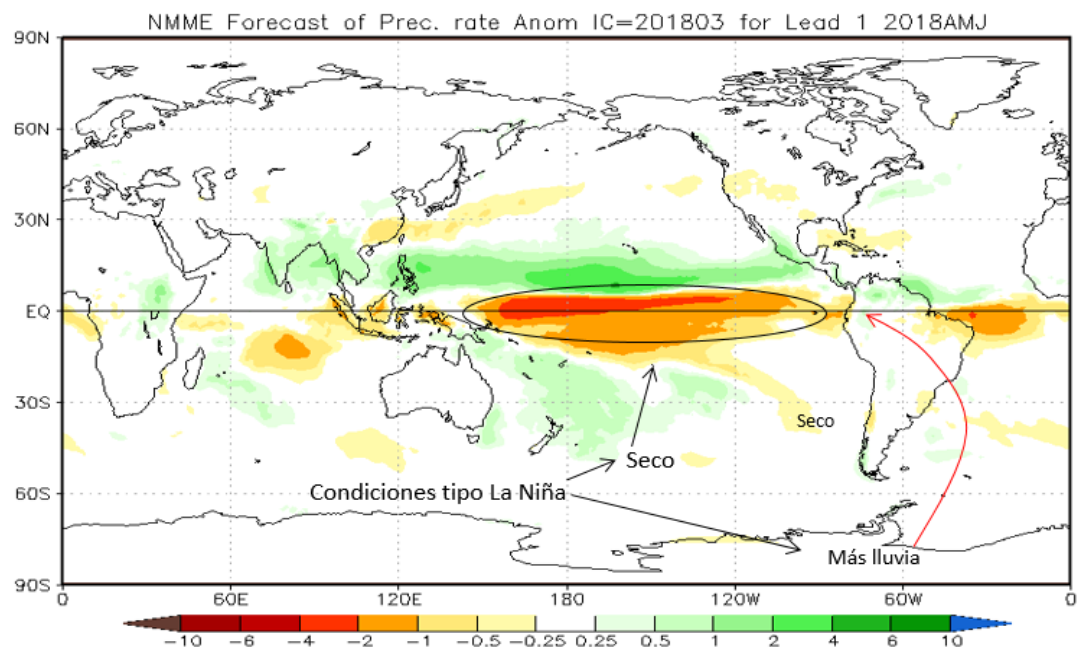 NMME Forecast of Prec. rate Anom IC=201803 for Lead 1 2018AMJ
90N
60N
30N
EQ
30S
Seco
Seco
Condiciones tipo La Niña
60S
Más lluvia
90S
0 60E 120E 180 120W 60W 0
-10 -6 -4 -2 -1 -0.5 -0.25 0.25 0.5 1 2 4 6 10